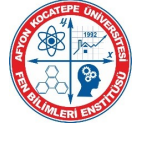 AFYON KOCATEPE ÜNİVERSİTESİ
y
1992
x
FEN BİLİMLERİ ENSTİTÜSÜ